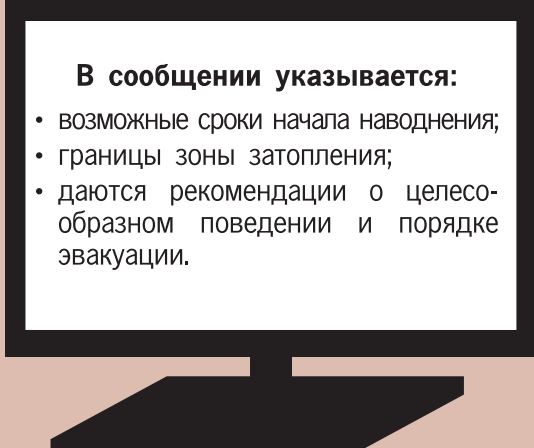 В сообщении указывается:
• возможные сроки начала наводнения;
• границы зоны затопления;
• даются рекомендации о целесо-
образном поведении и порядке
эвакуации.